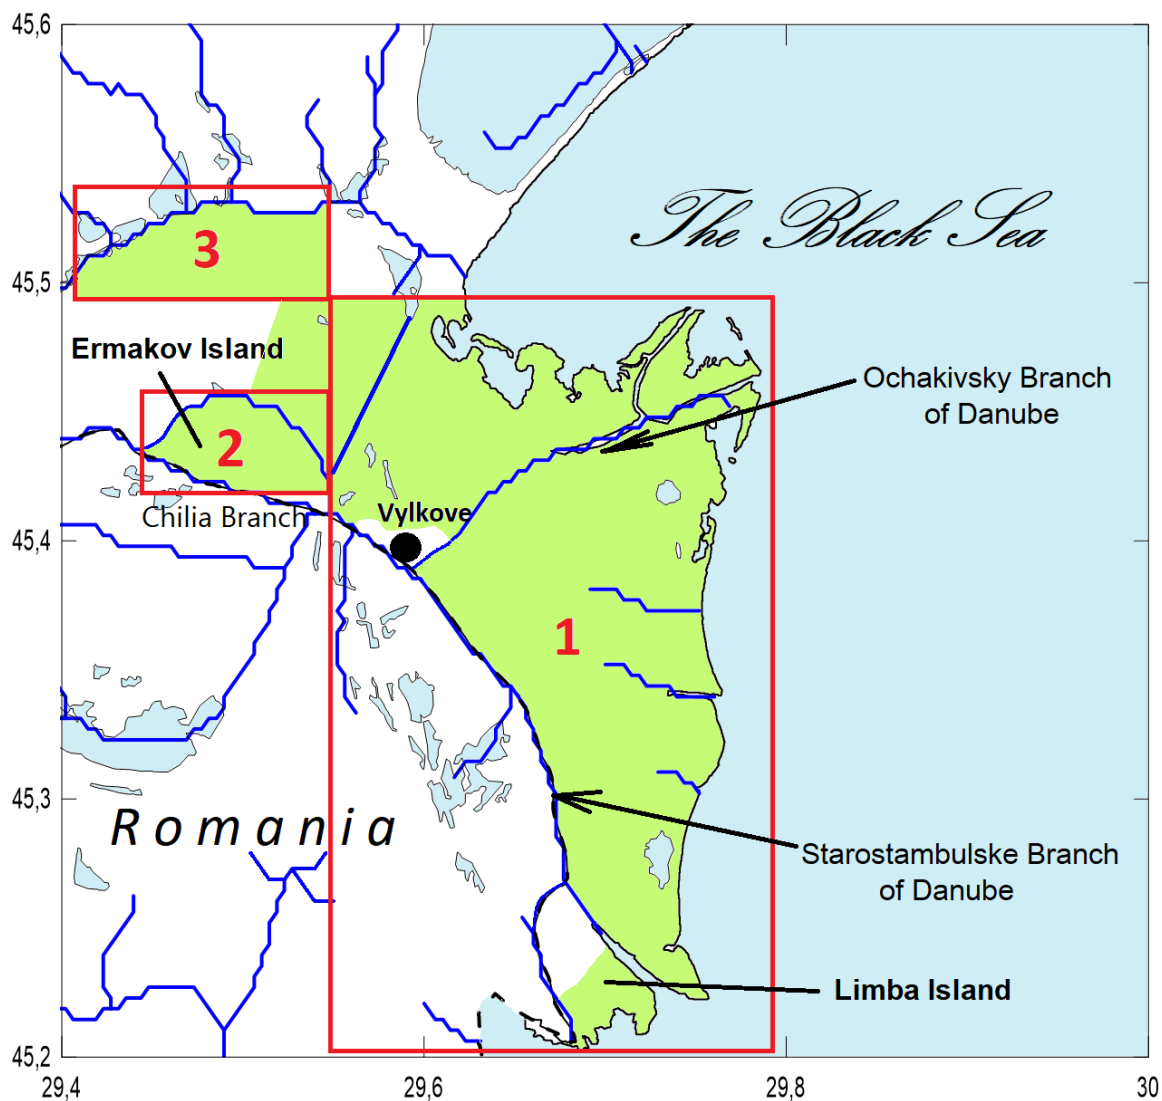 45,6
The Black Sea
3
45,5
Ermakov Island
Ochakivsky Branch
of Danube
2
Chilia Branch
Vylkove
45,4
1
45,3
Romania
Starostambulske Branch
of Danube
Limba Island
45,2
29,4
29,6
29,8
30